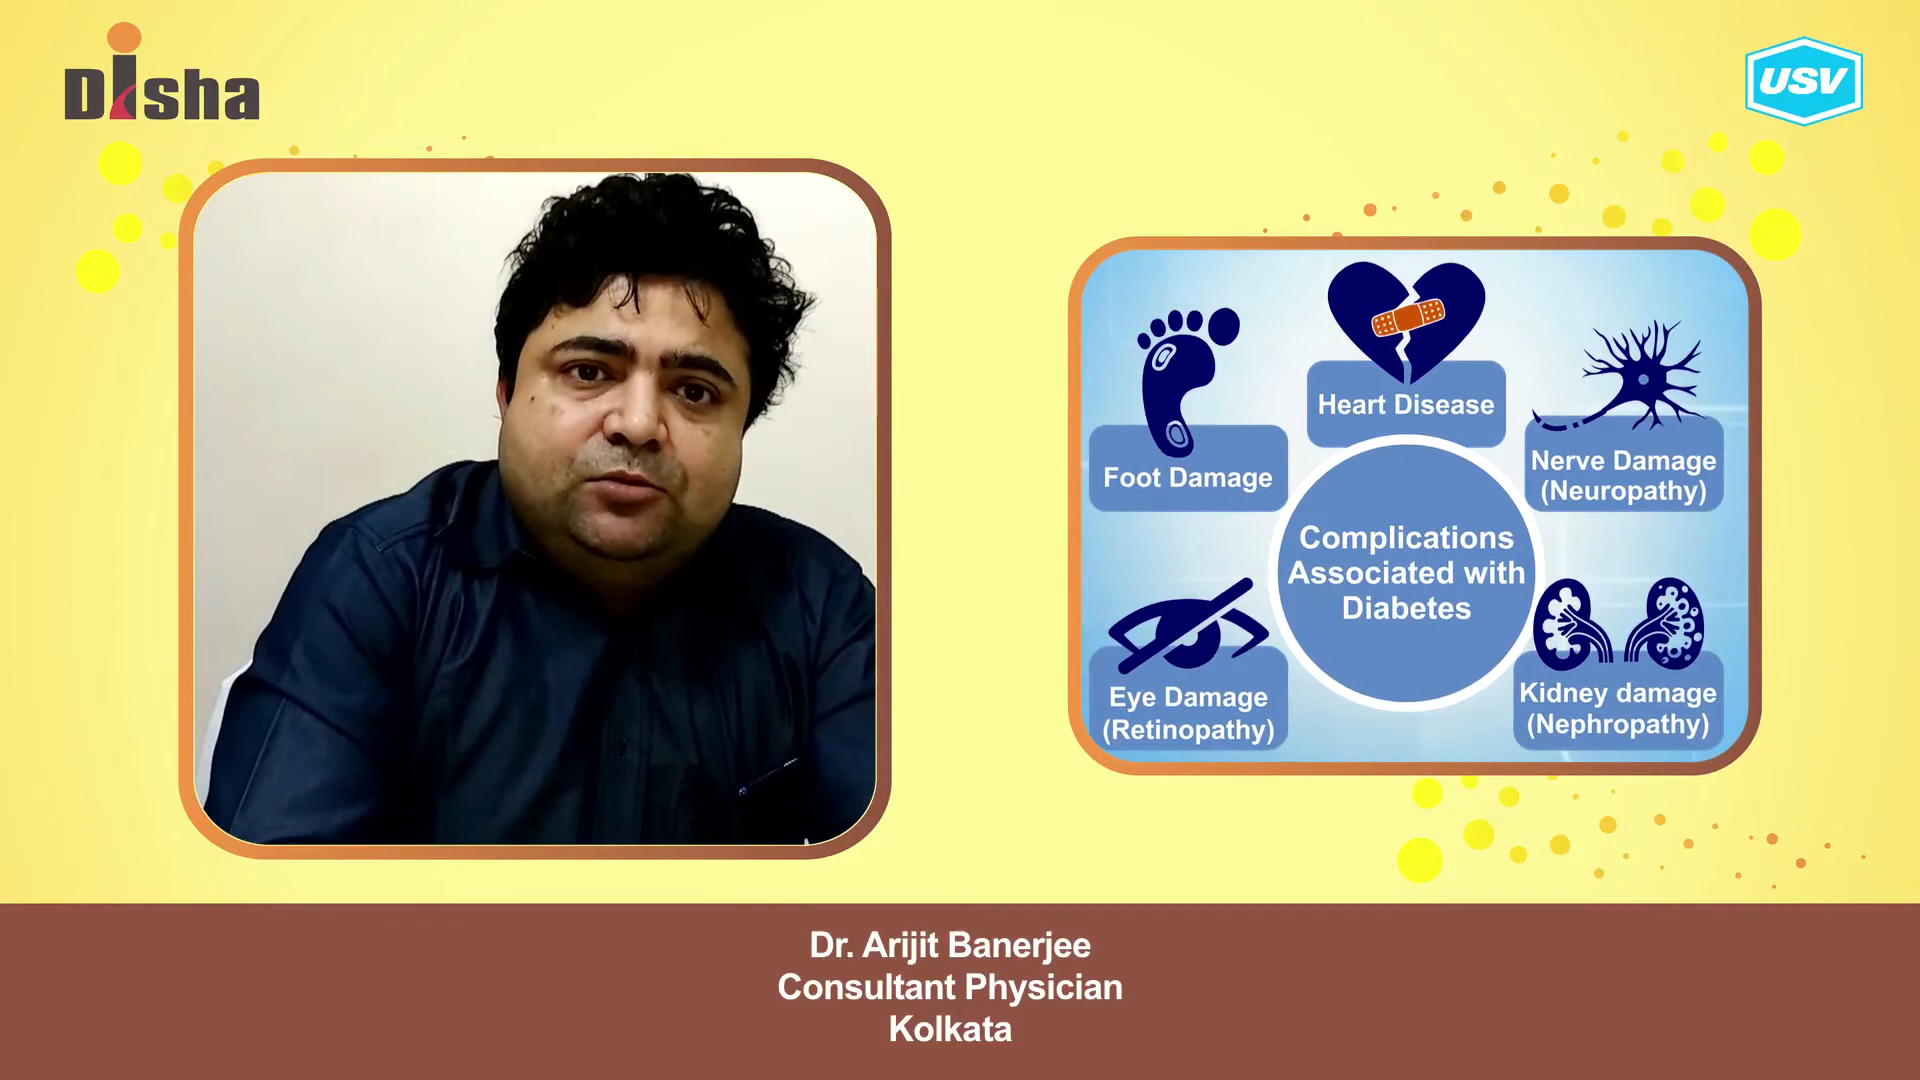 Disha
USV
Heart Disease
Foot Damage
Nerve Damage
(Neuropathy)
Complications
Associated with
Diabetes
Eye Damage
(Retinopathy)
Kidney damage
(Nephropathy)
Dr. Arijit Banerjee
Consultant Physician
Kolkata